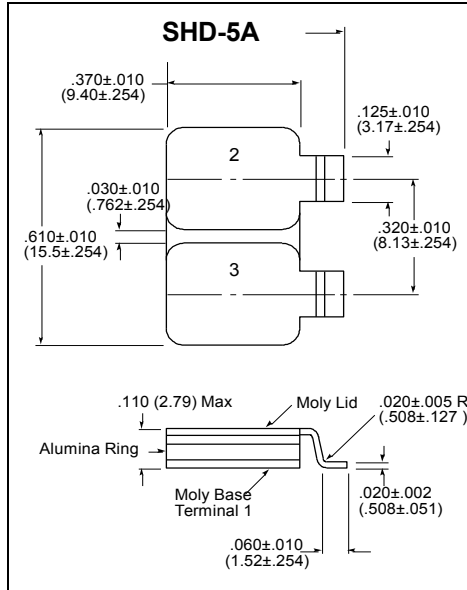 SHD-5A
.370±.010
(9.40±.254)
.125±.010
(3.17±.254)
2
.030±.010
(.762±.254)
.610±.010
(15.5±.254)
.320±.010
(8.13±.254)
3
.110 (2.79) Max
Moly Lid
.020±.005 R
(.508±.127 )
Alumina Ring
Moly Base
Terminal 1
.020±.002
(.508±.051)
.060±.010
(1.52±.254)